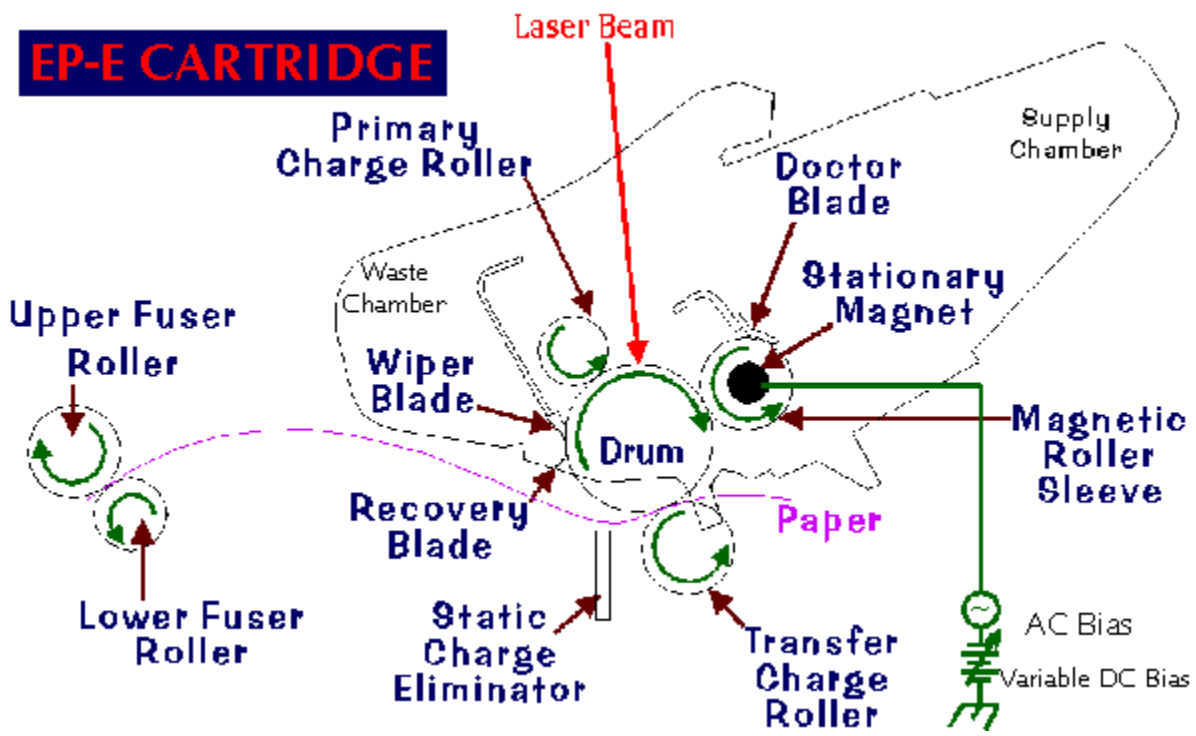 Laser Beam
EP-E CARTRIDGE
Primary
Charge Roller
Supply
Chamber
Doctor
Blade
Waste
Chamber
Stationary
Magnet
Upper Fuser
Roller
Wiper
Blade
Drum
Magnetic
Roller
Sleeve
Recovery
Blade
Paper
Lower Fuser
Roller
Static
Charge
Eliminator
Transfer
Charge
Roller
~
AC Bias
Variable DC Bias